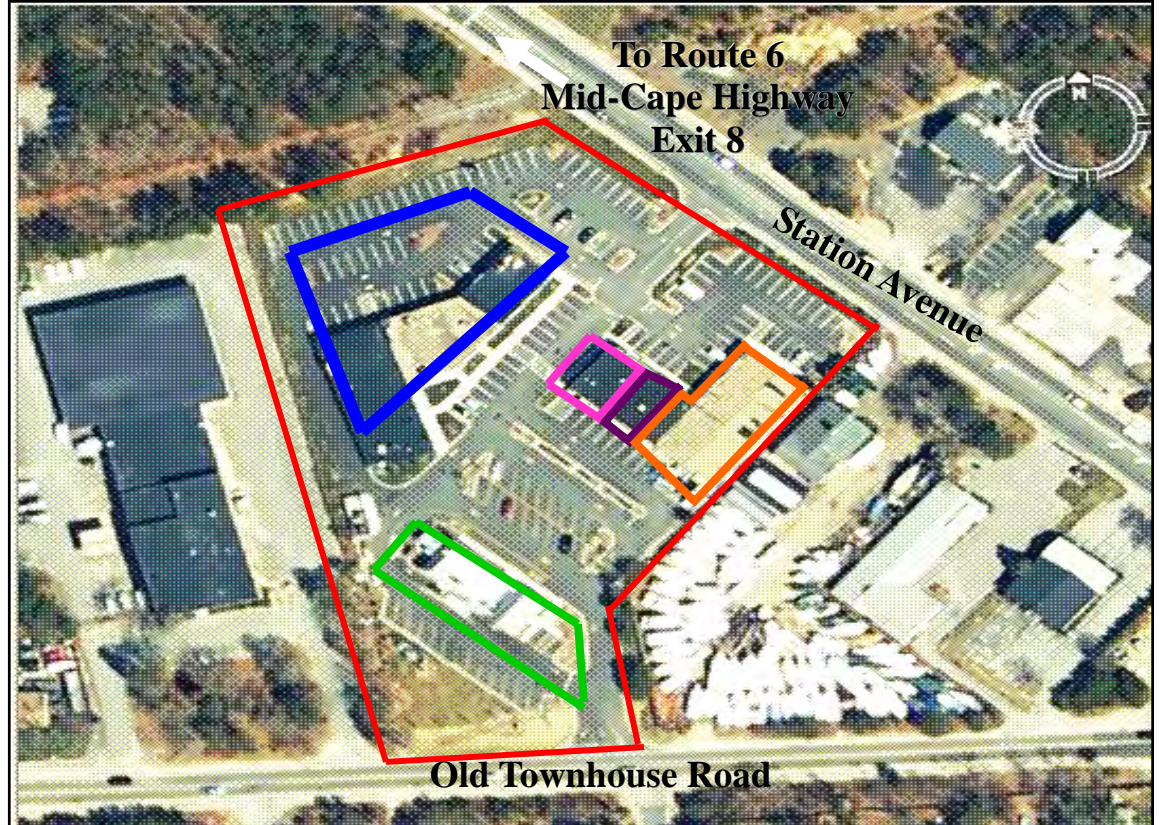 To Route 6
Mid-Cape Highway
Exit 8
N
Station Avenue
Old Townhouse Road